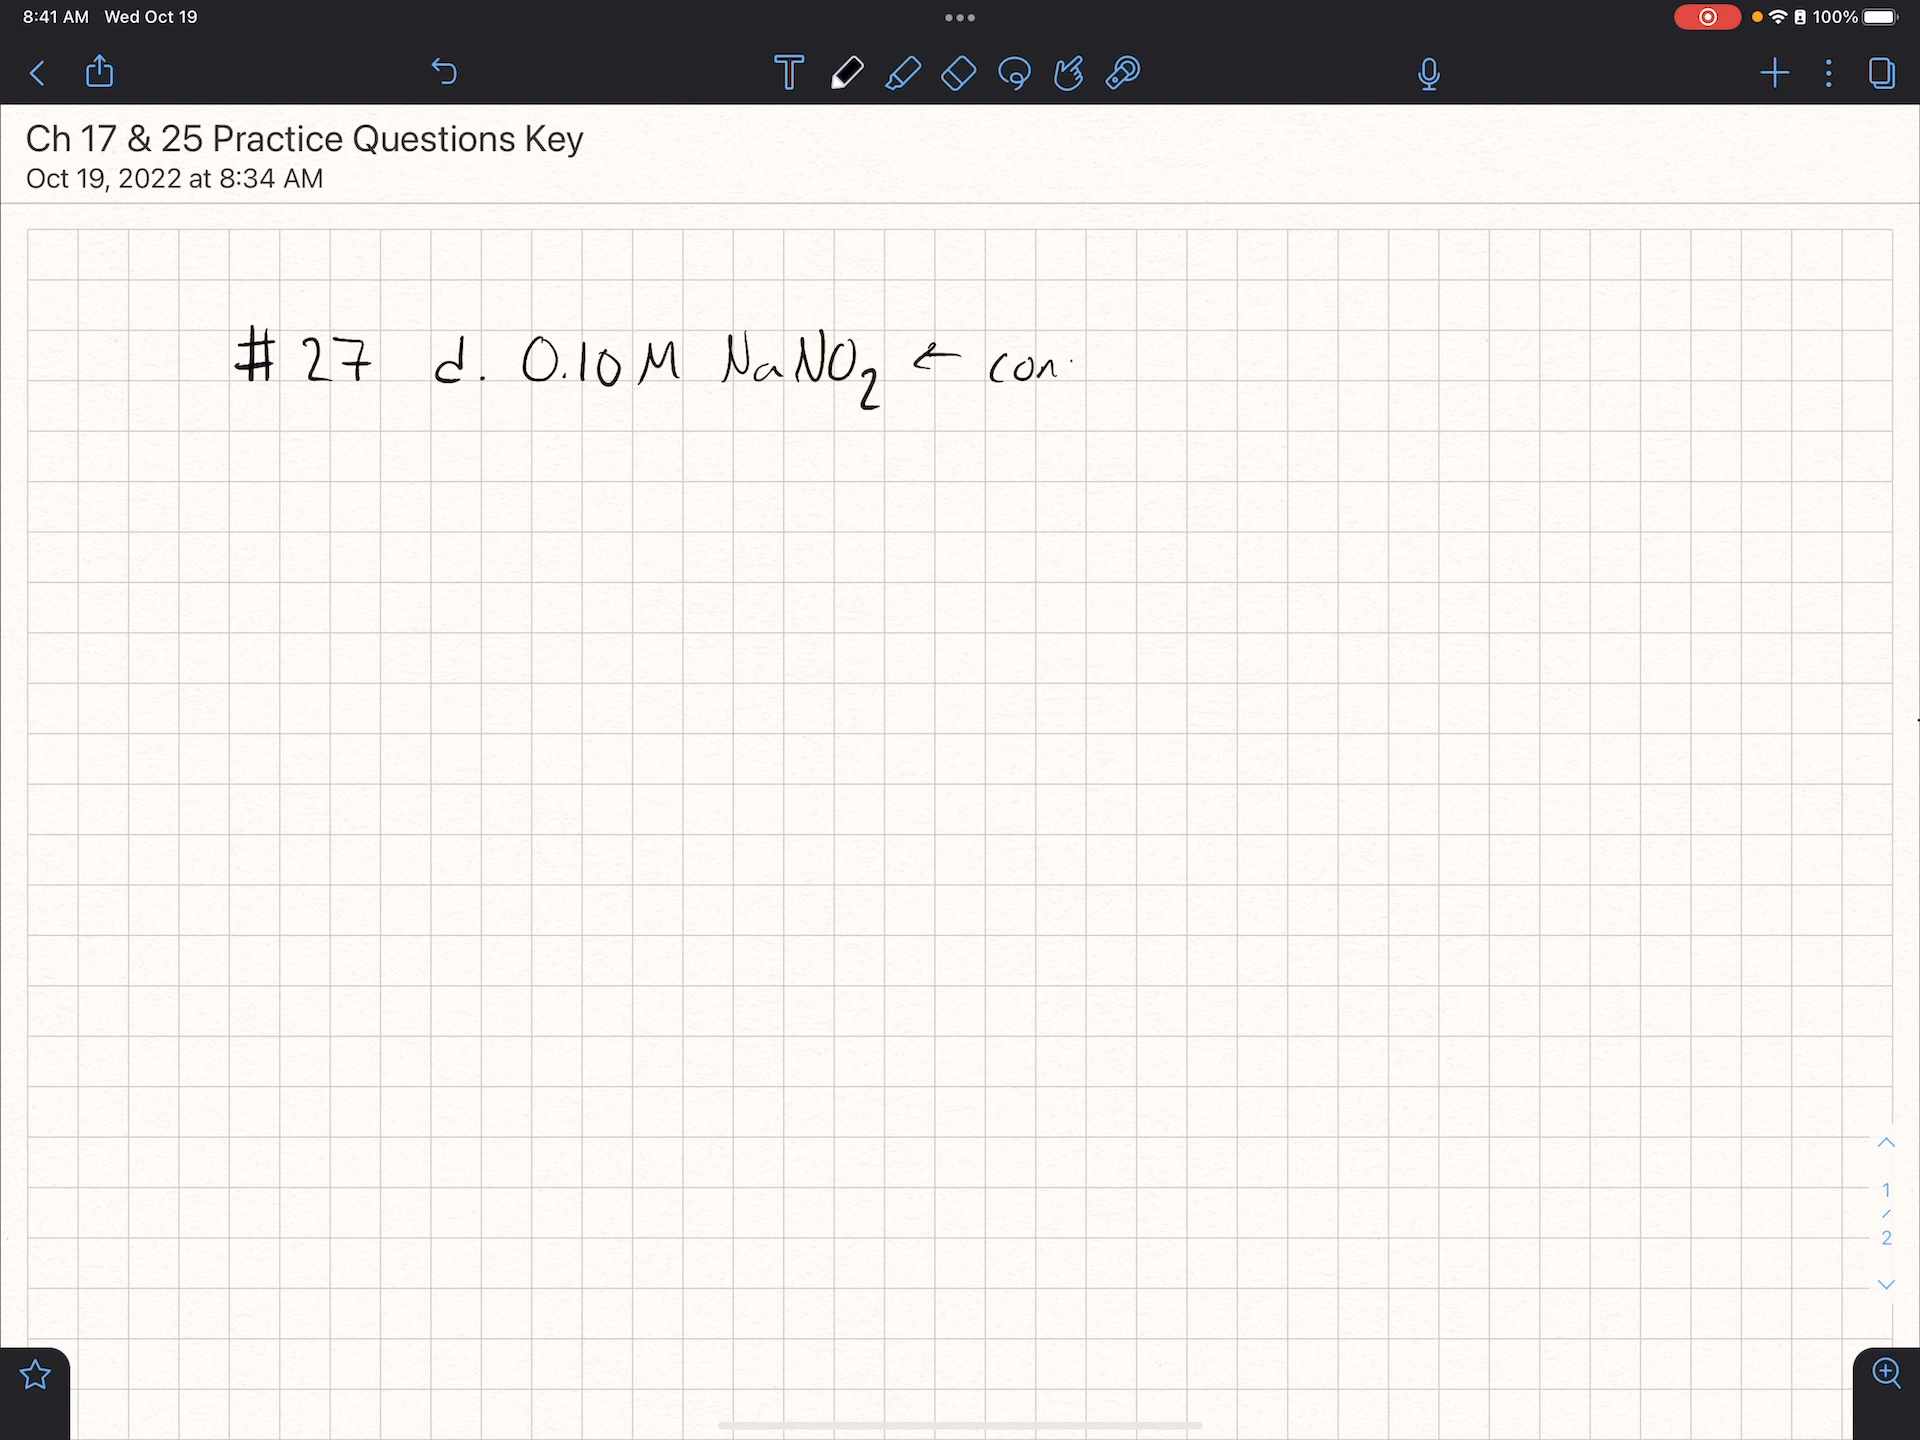 8:41 AM Wed Oct 19
100%
Ch 17 & 25 Practice Questions Key
Oct 19, 2022 at 8:34 AM
# 27 d. 0.10 M NaNO₂ ← con
1
/
2